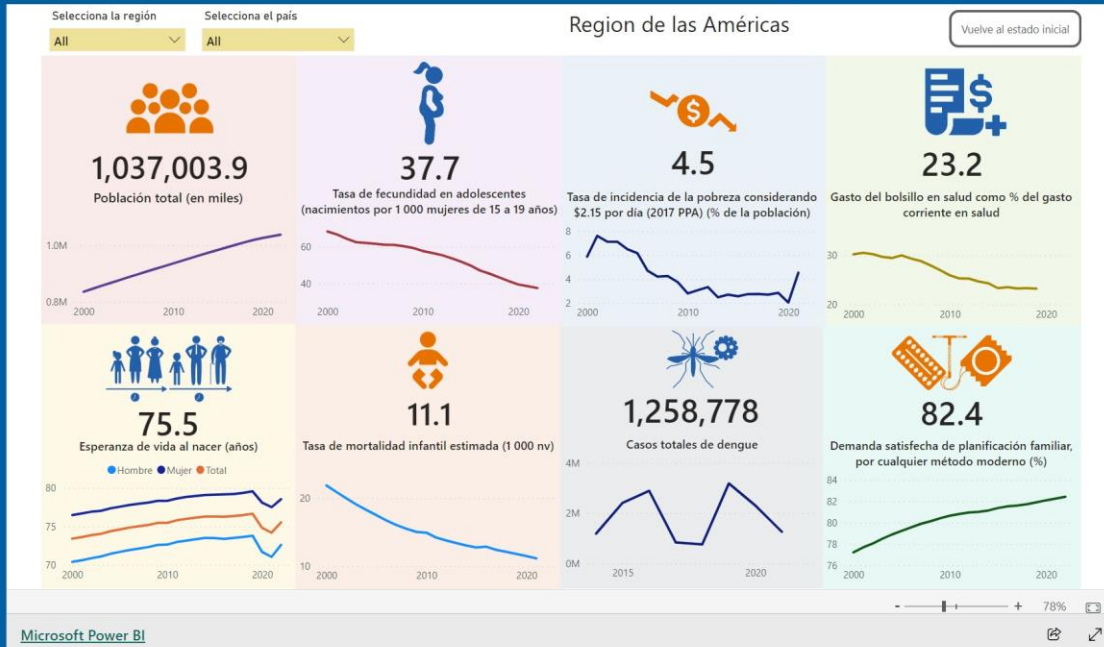 Selecciona la región
Selecciona el país
All
All
Region de las Américas
Vuelve al estado inicial
1,037,003.9
Población total (en miles)
1.0M
0.8M
2000
2010
2020
37.7
Tasa de fecundidad en adolescentes
(nacimientos por 1 000 mujeres de 15 a 19 años)
60
40
2000
2010
2020
4.5
Tasa de incidencia de la pobreza considerando
$2.15 por día (2017 PPA) (% de la población)
8
6
4
2
2000
2010
2020
23.2
Gasto del bolsillo en salud como % del gasto
corriente en salud
30
20
2000
2010
2020
75.5
Esperanza de vida al nacer (años)
Hombre Mujer Total
80
75
70
2000
2010
2020
11.1
Tasa de mortalidad infantil estimada (1 000 nv)
20
10
2000
2010
2020
1,258,778
Casos totales de dengue
4M
2M
0M
2015
2020
82.4
Demanda satisfecha de planificación familiar,
por cualquier método moderno (%)
84
82
80
78
76
2000
2010
2020
- + 78%
Microsoft Power BI